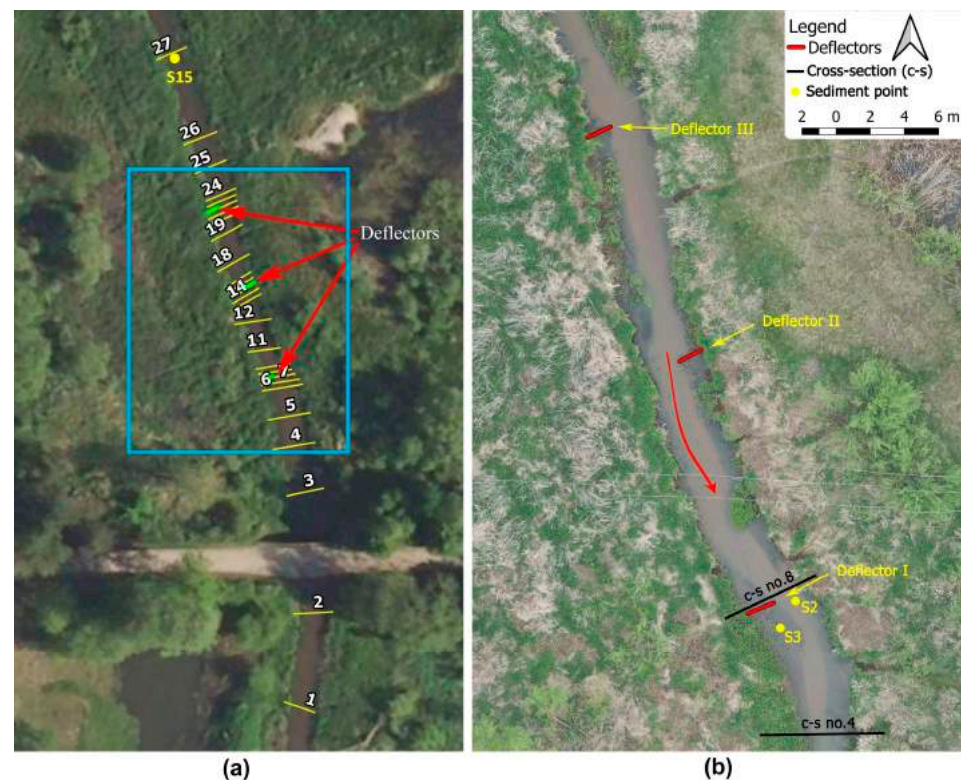 27
S15
26
25
24
19
18
14
12
11
7
6
5
4
3
2
1
Deflectors
(a)
Legend
Deflectors
Cross-section (c-s)
Sediment point
2 0 2 4 6 m
Deflector III
Deflector II
Deflector I
c-s no.8
S2
S3
c-s no.4
(b)